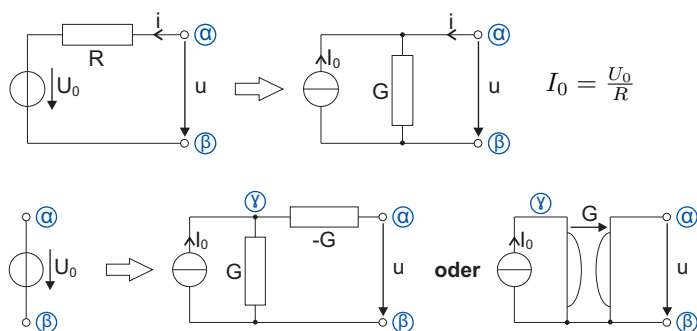 i α I₀ i α
R
U₀ u G u I₀ = U₀/R
β β
γ γ
α I₀ α G α
U₀ -G I₀
G u oder u
β β β